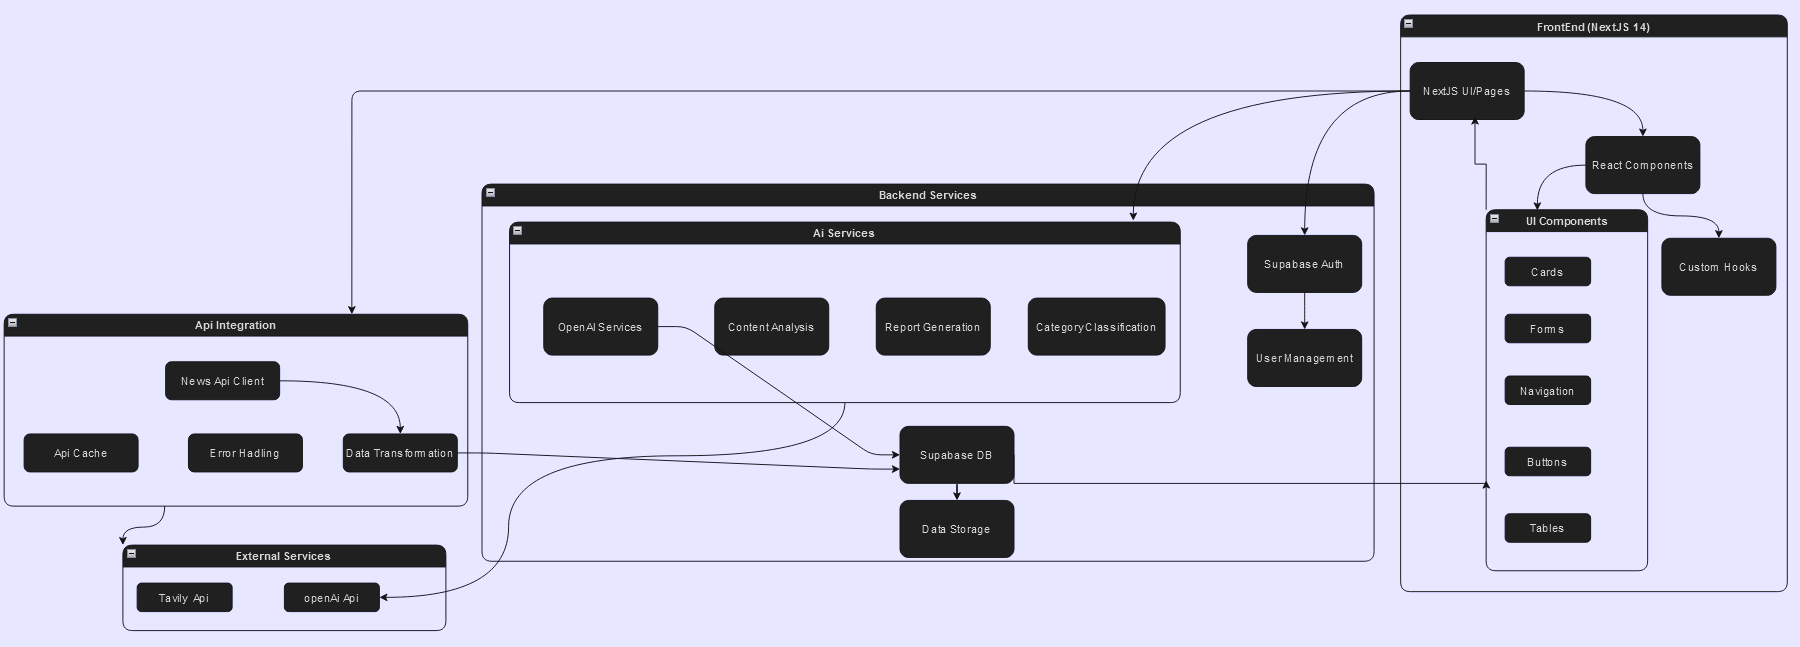 FrontEnd (NextJS 14)
NextJS UI/Pages
React Components
UI Components
Custom Hooks
Cards
Forms
Navigation
Buttons
Tables
Backend Services
Ai Services
OpenAI Services
Content Analysis
Report Generation
Category Classification
Supabase Auth
User Management
Supabase DB
Data Storage
Api Integration
News Api Client
Api Cache
Error Hadling
Data Transformation
External Services
Tavily Api
openAi Api